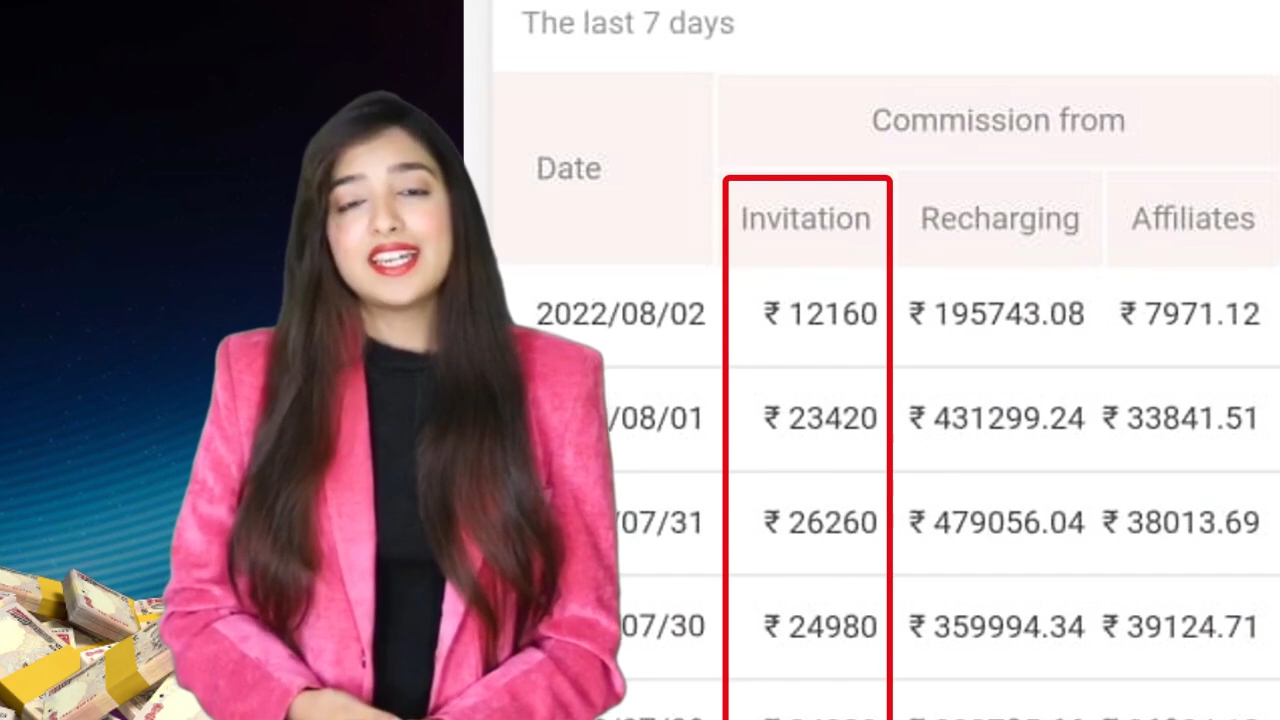 The last 7 days
Commission from
Date
Invitation Recharging Affiliates
2022/08/02 ₹ 12160 ₹ 195743.08 ₹ 7971.12
/08/01 ₹ 23420 ₹ 431299.24 ₹ 33841.51
/07/31 ₹ 26260 ₹ 479056.04 ₹ 38013.69
07/30 ₹ 24980 ₹ 359994.34 ₹ 39124.71